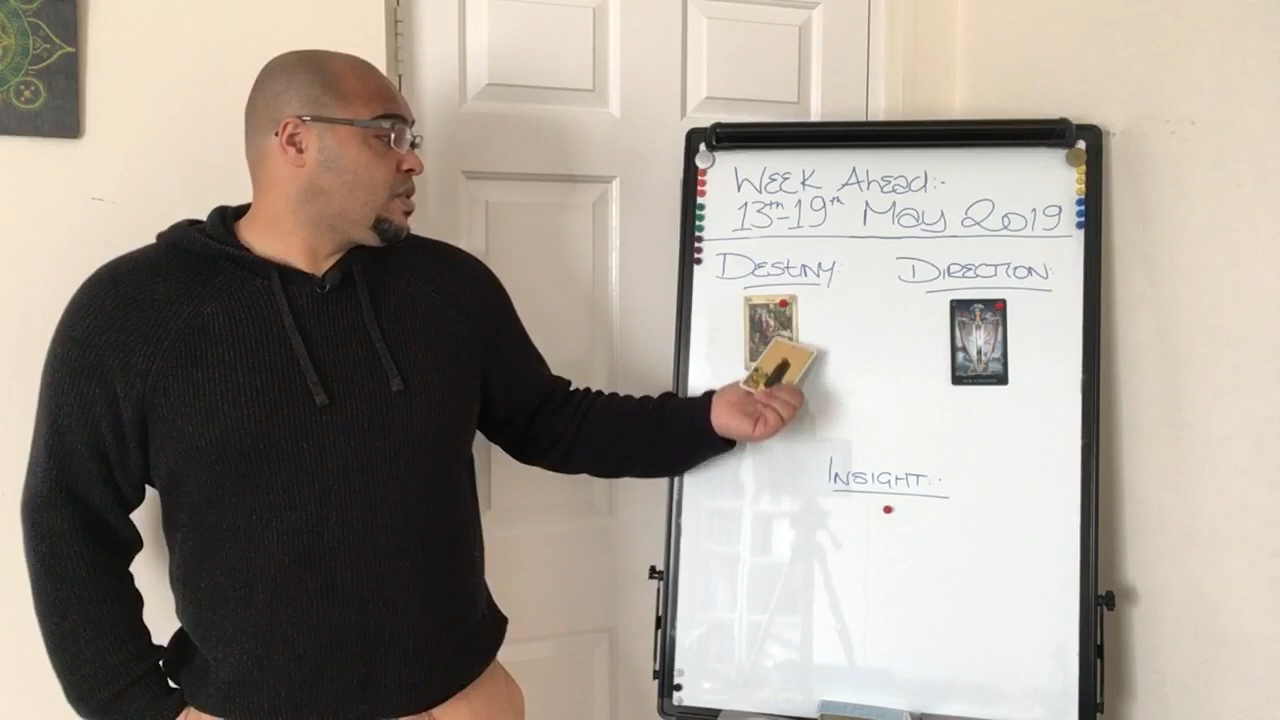 Week Ahead:-
13th-19th May 2019
Destiny:
Direction:
Insight:-